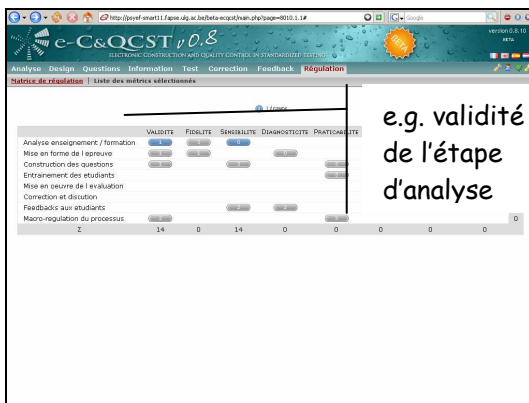 http://psyef-smart11.fapse.ulg.ac.be/beta-ecqcst/main.php?page=8010.1.1#
Google
e-C&QCST v0.8
ELECTRONIC CONSTRUCTION AND QUALITY CONTROL IN STANDARDIZED TESTING
BETA
version 0.8.10
BETA
Analyse Design Questions Information Test Correction Feedback Régulation
Matrice de régulation | Liste des métrics sélectionnés
VALIDITE FIDELITE SENSIBILITE DIAGNOSTICITE PRATICABILITE
Analyse enseignement / formation
Mise en forme de l epreuve
Construction des questions
Entrainement des etudiants
Mise en oeuvre de l evaluation
Correction et discution
Feedbacks aux etudiants
Macro-regulation du processus 0
Σ 14 0 14 0 0 0 0 0
e.g. validité
de l'étape
d'analyse